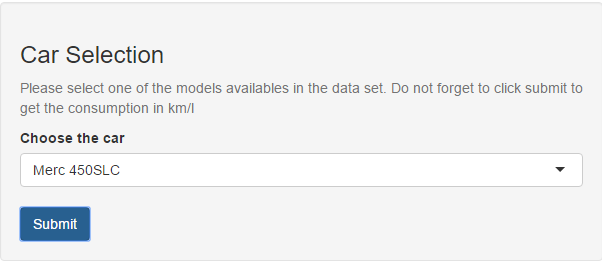 Car Selection
Please select one of the models availables in the data set. Do not forget to click submit to
get the consumption in km/l
Choose the car
Merc 450SLC
Submit